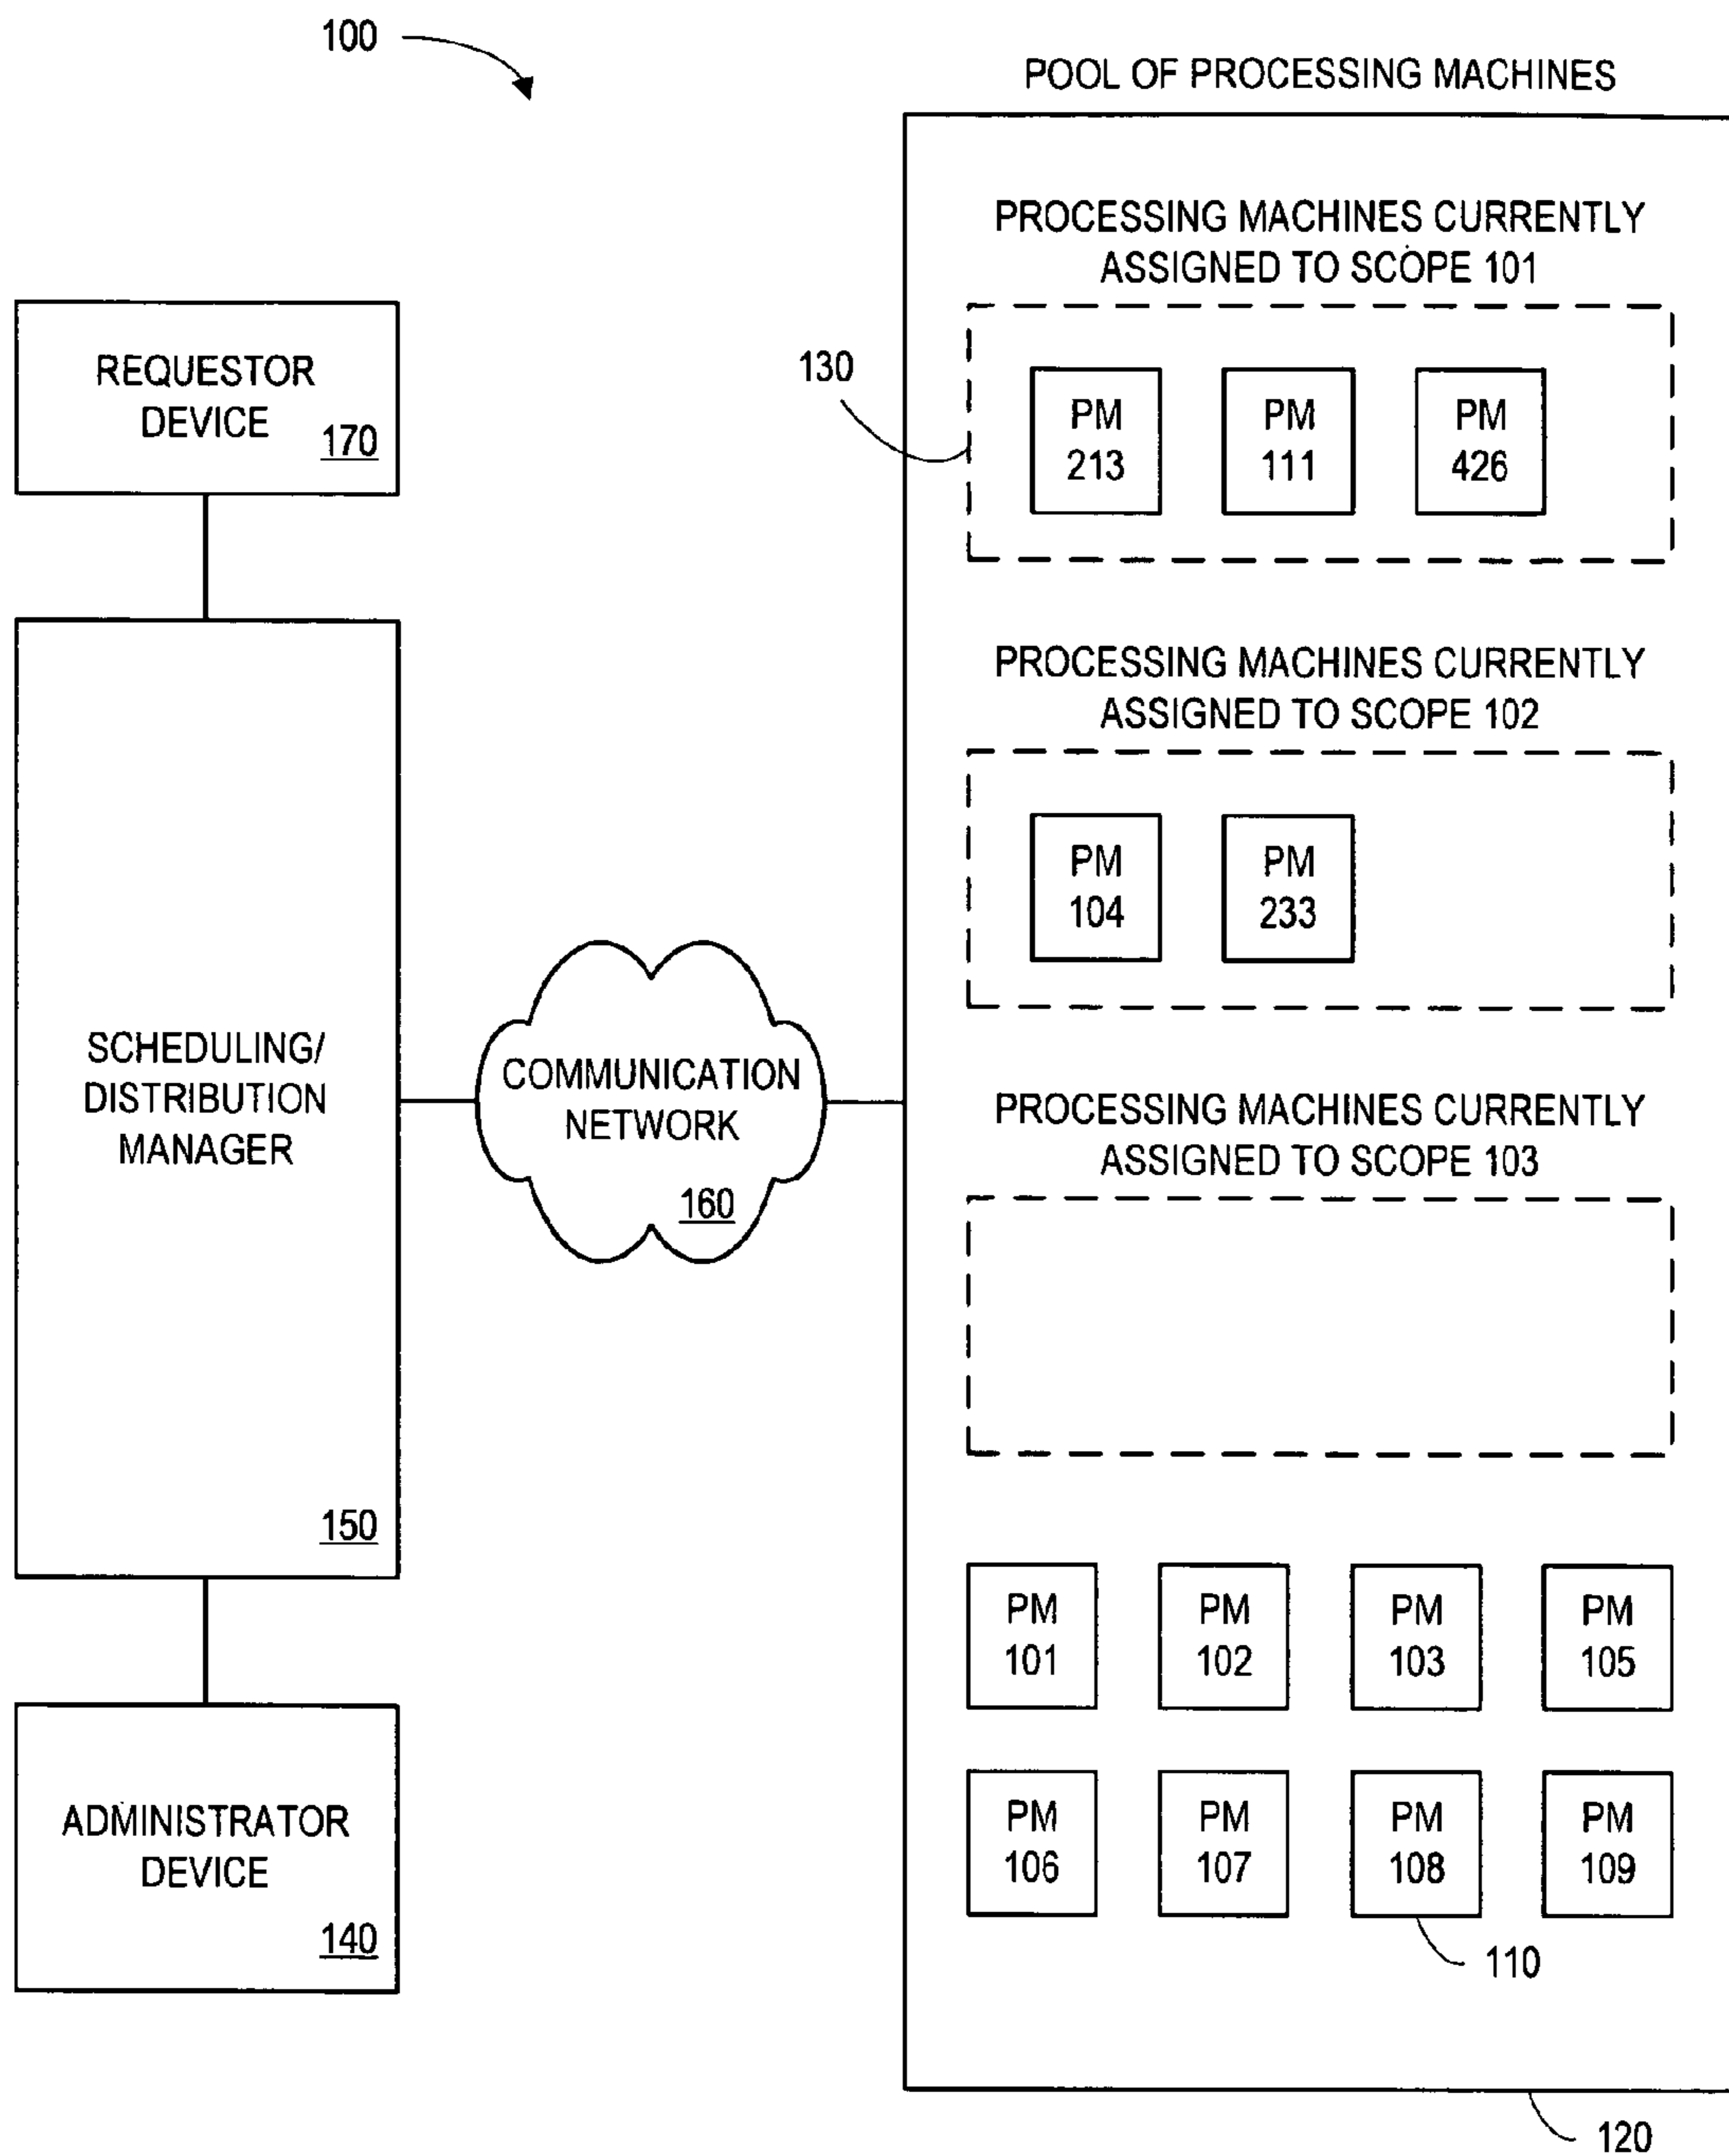 100
POOL OF PROCESSING MACHINES
PROCESSING MACHINES CURRENTLY
ASSIGNED TO SCOPE 101
130
PM
213
PM
111
PM
426
REQUESTOR
DEVICE
170
PROCESSING MACHINES CURRENTLY
ASSIGNED TO SCOPE 102
PM
104
PM
233
SCHEDULING/
DISTRIBUTION
MANAGER
150
COMMUNICATION
NETWORK
160
PROCESSING MACHINES CURRENTLY
ASSIGNED TO SCOPE 103
PM
101
PM
102
PM
103
PM
105
PM
106
PM
107
PM
108
PM
109
110
ADMINISTRATOR
DEVICE
140
120